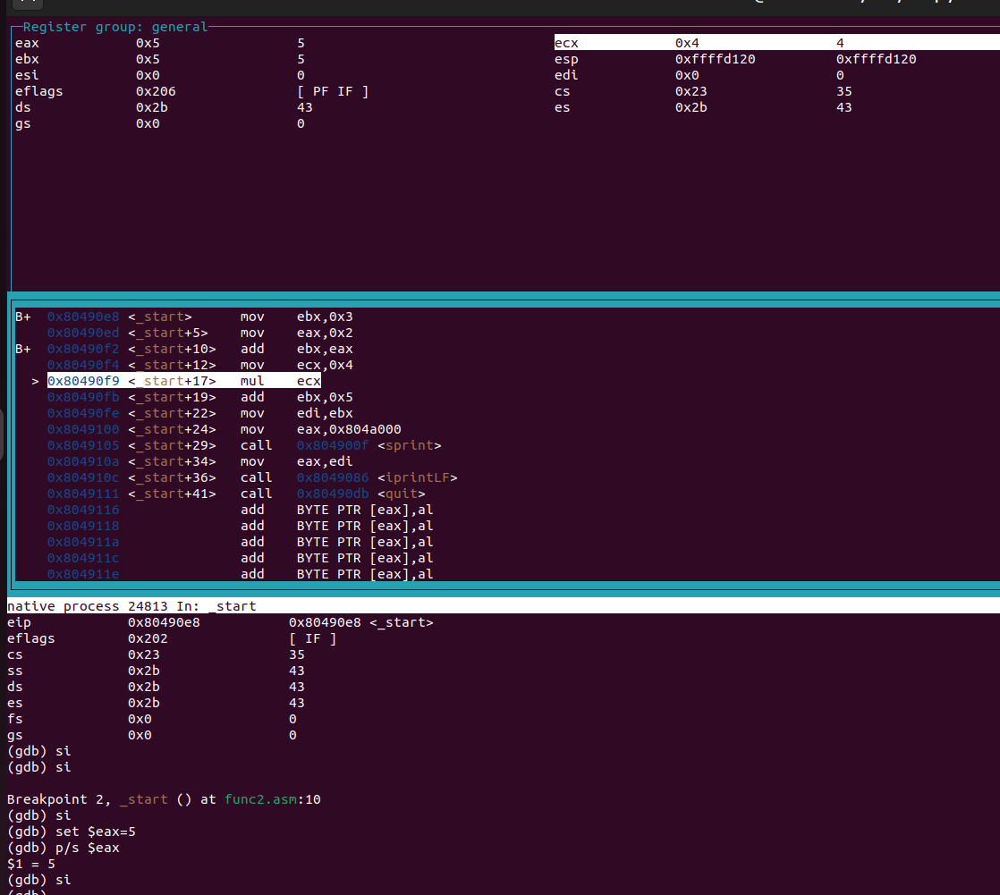 Register group: general
eax 0x5 5 ecx 0x4 4
ebx 0x5 5 esp 0xffffd120 0xffffd120
esi 0x0 0 edi 0x0 0
eflags 0x206 [ PF IF ] cs 0x23 35
ds 0x2b 43 es 0x2b 43
gs 0x0 0
B+ 0x80490e8 <_start> mov ebx,0x3
0x80490ed <_start+5> mov eax,0x2
B+ 0x80490f2 <_start+10> add ebx,eax
0x80490f4 <_start+12> mov ecx,0x4
> 0x80490f9 <_start+17> mul ecx
0x80490fb <_start+19> add ebx,0x5
0x80490fe <_start+22> mov edi,ebx
0x8049100 <_start+24> mov eax,0x804a000
0x8049105 <_start+29> call 0x804900f <sprint>
0x804910a <_start+34> mov eax,edi
0x804910c <_start+36> call 0x8049086 <iprintLF>
0x8049111 <_start+41> call 0x80490db <quit>
0x8049116 add BYTE PTR [eax],al
0x8049118 add BYTE PTR [eax],al
0x804911a add BYTE PTR [eax],al
0x804911c add BYTE PTR [eax],al
0x804911e add BYTE PTR [eax],al
native process 24813 In: _start
eip 0x80490e8 0x80490e8 <_start>
eflags 0x202 [ IF ]
cs 0x23 35
ss 0x2b 43
ds 0x2b 43
es 0x2b 43
fs 0x0 0
gs 0x0 0
(gdb) si
(gdb) si
Breakpoint 2, _start () at func2.asm:10
(gdb) si
(gdb) set $eax=5
(gdb) p/s $eax
$1 = 5
(gdb) si
(gdb)